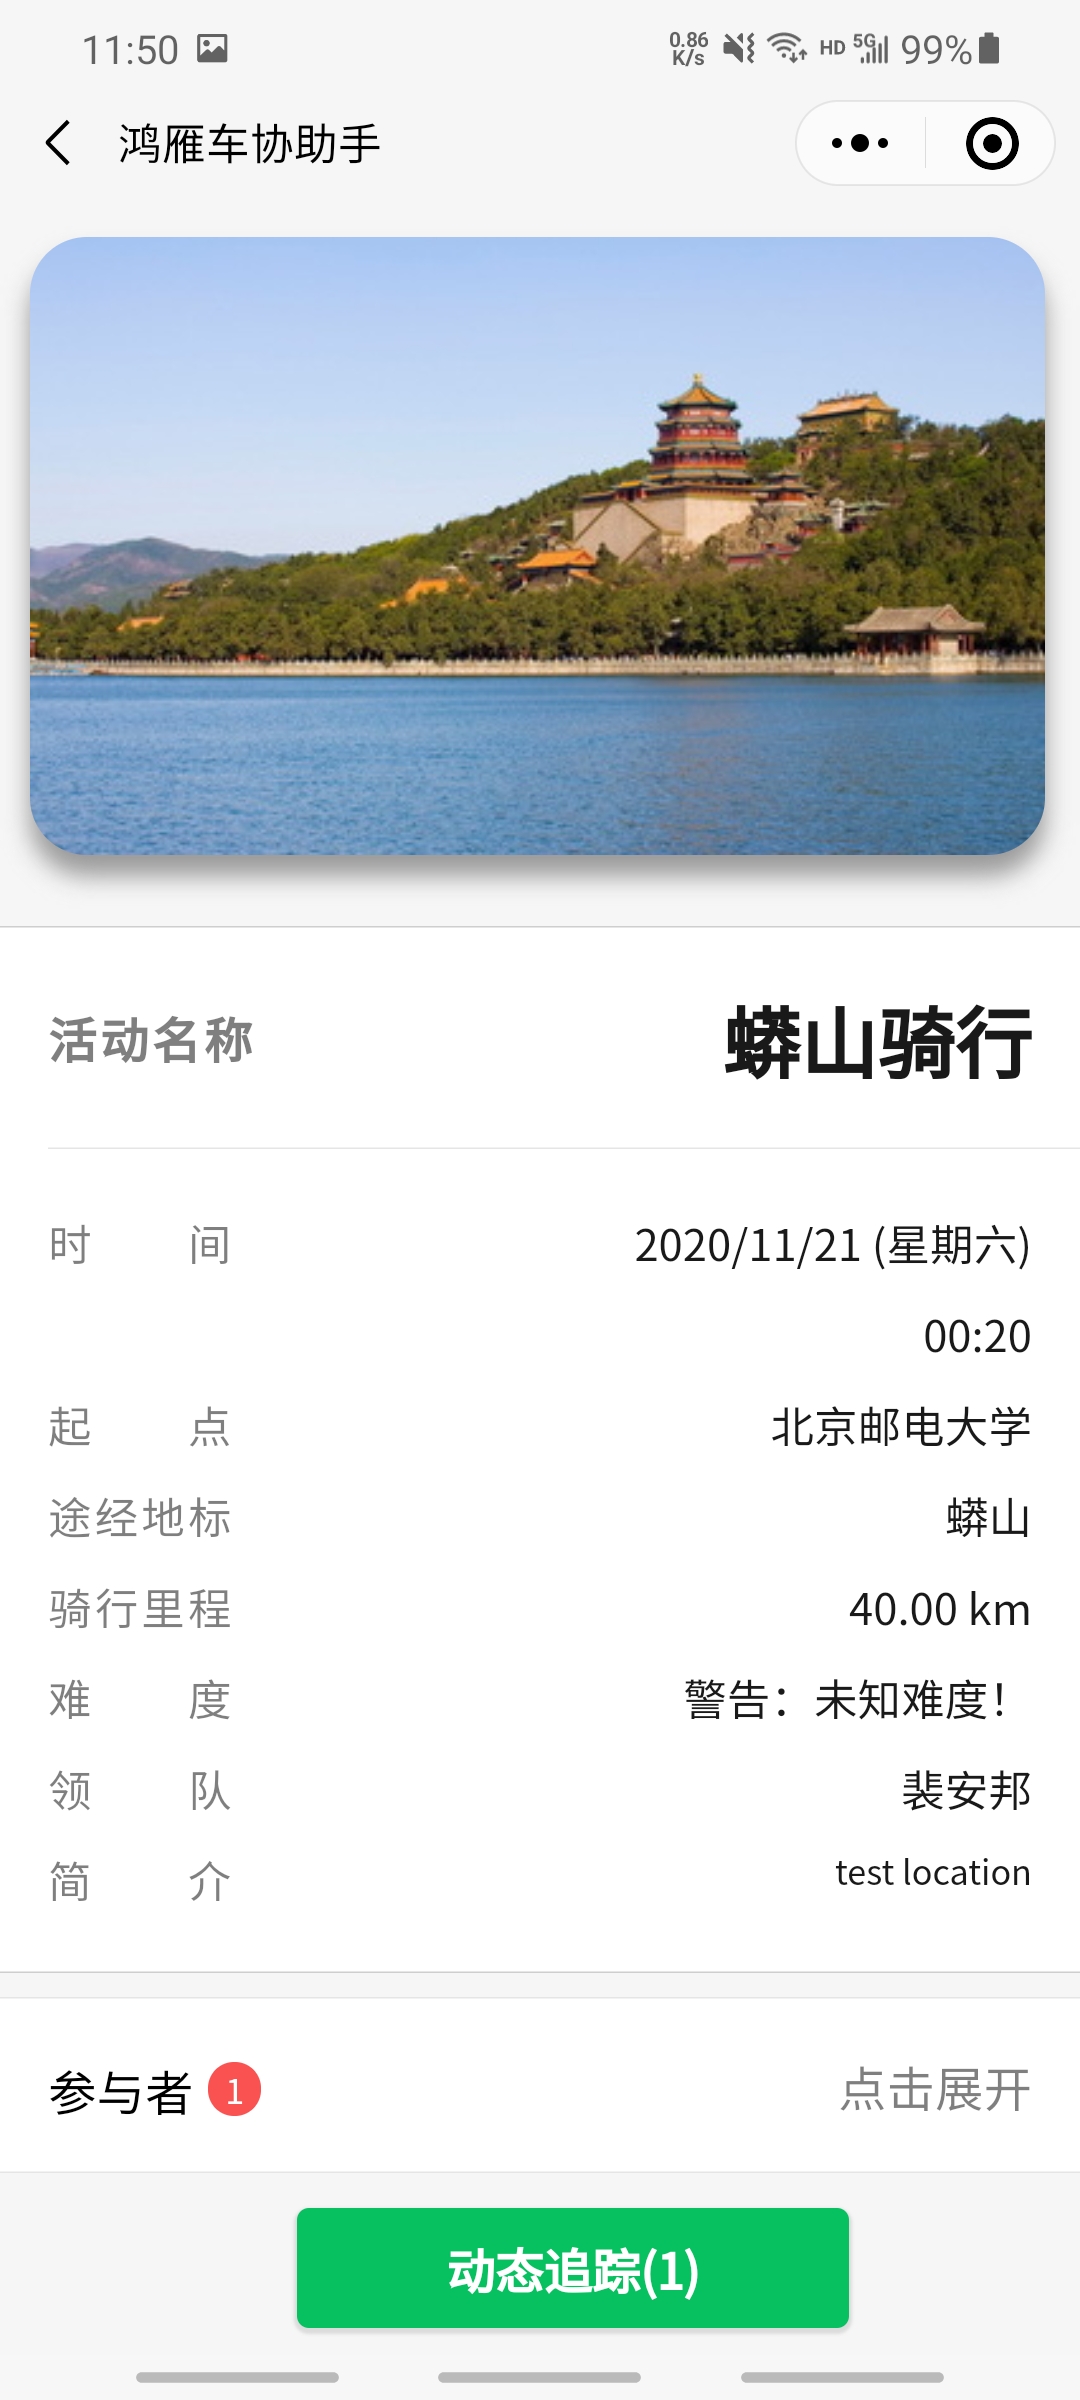 11:50 0.86 K/s HD 5G 99%
鸿雁车协助手
活动名称 蟒山骑行
时 间 2020/11/21 (星期六)
00:20
起 点 北京邮电大学
途经地标 蟒山
骑行里程 40.00 km
难 度 警告：未知难度！
领 队 裴安邦
简 介 test location
参与者 1 点击展开
动态追踪(1)